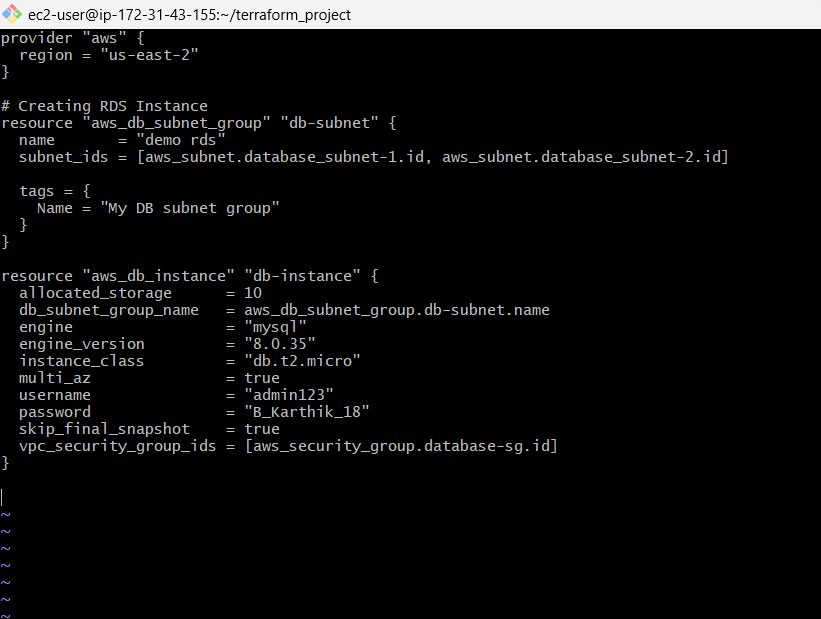 ec2-user@ip-172-31-43-155:~/terraform_project
provider "aws" {
  region = "us-east-2"
}

# Creating RDS Instance
resource "aws_db_subnet_group" "db-subnet" {
  name       = "demo rds"
  subnet_ids = [aws_subnet.database_subnet-1.id, aws_subnet.database_subnet-2.id]

  tags = {
    Name = "My DB subnet group"
  }
}

resource "aws_db_instance" "db-instance" {
  allocated_storage      = 10
  db_subnet_group_name   = aws_db_subnet_group.db-subnet.name
  engine                 = "mysql"
  engine_version         = "8.0.35"
  instance_class         = "db.t2.micro"
  multi_az               = true
  username               = "admin123"
  password               = "B_Karthik_18"
  skip_final_snapshot    = true
  vpc_security_group_ids = [aws_security_group.database-sg.id]
}

~
~
~
~
~
~
~